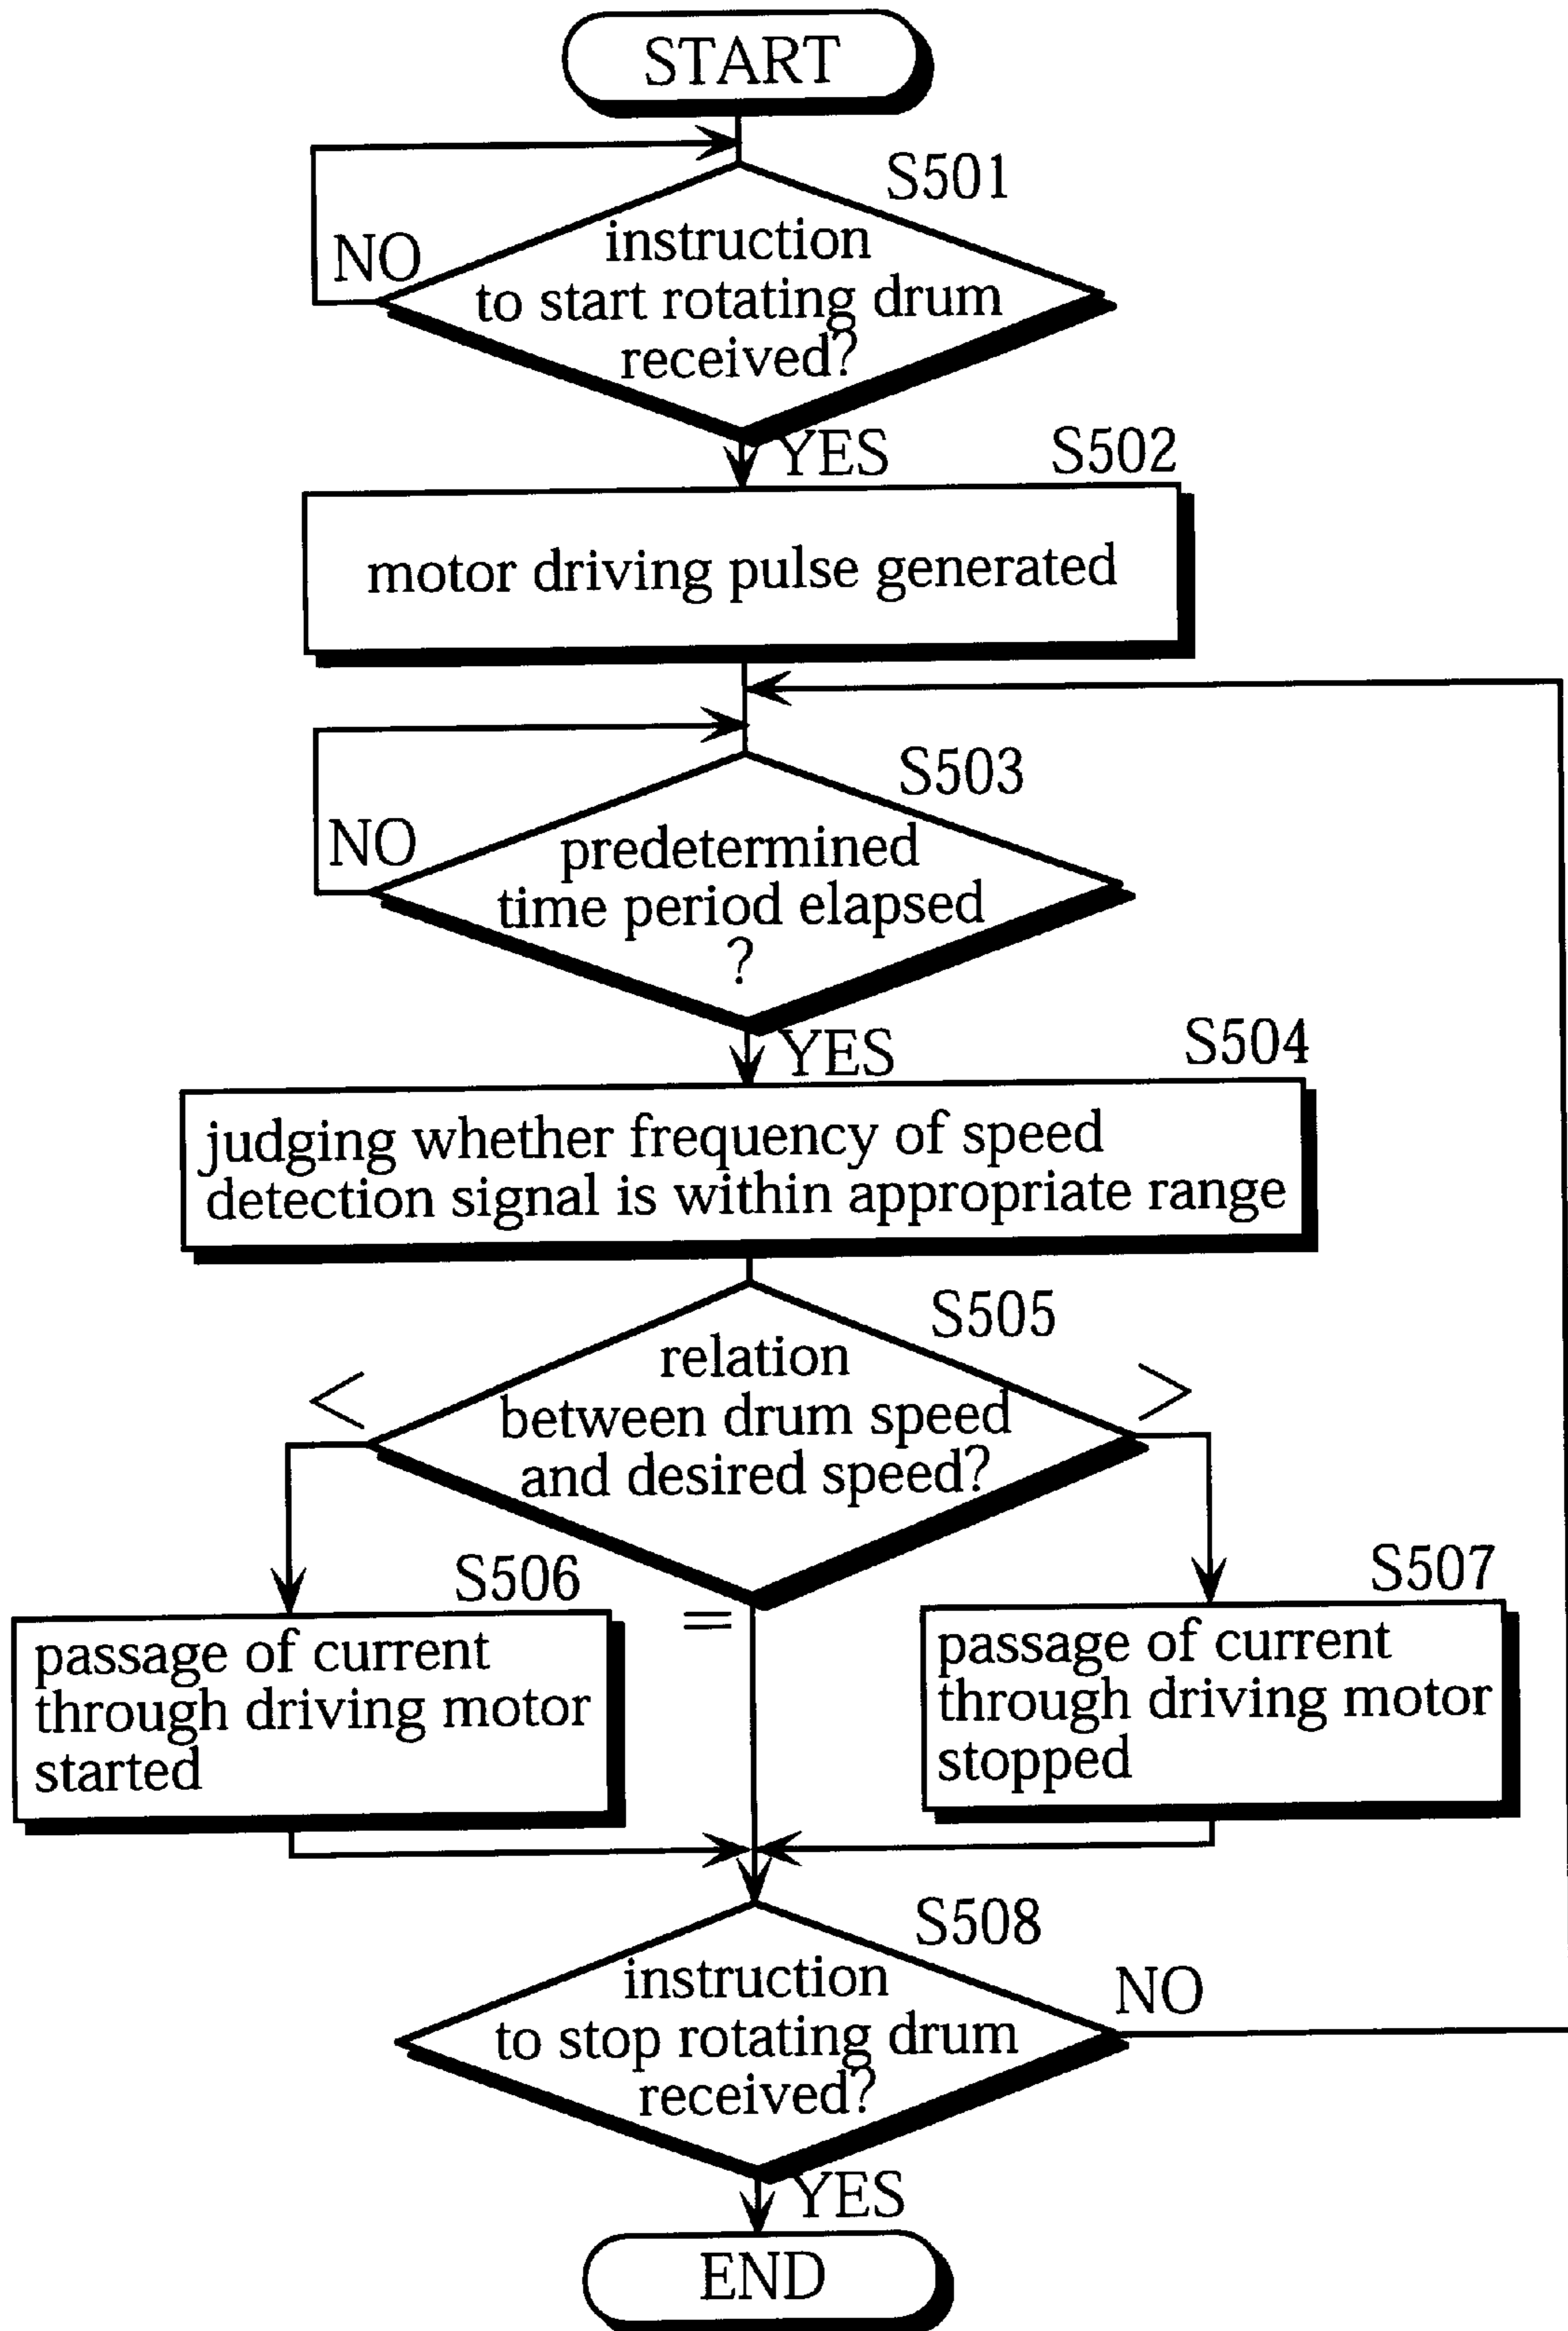 START
S501
NO
instruction
to start rotating drum
received?
YES
S502
motor driving pulse generated
S503
NO
predetermined
time period elapsed
?
YES
S504
judging whether frequency of speed
detection signal is within appropriate range
S505
relation
between drum speed
and desired speed?
<
>
=
S506
passage of current
through driving motor
started
S507
passage of current
through driving motor
stopped
S508
instruction
to stop rotating drum
received?
NO
YES
END